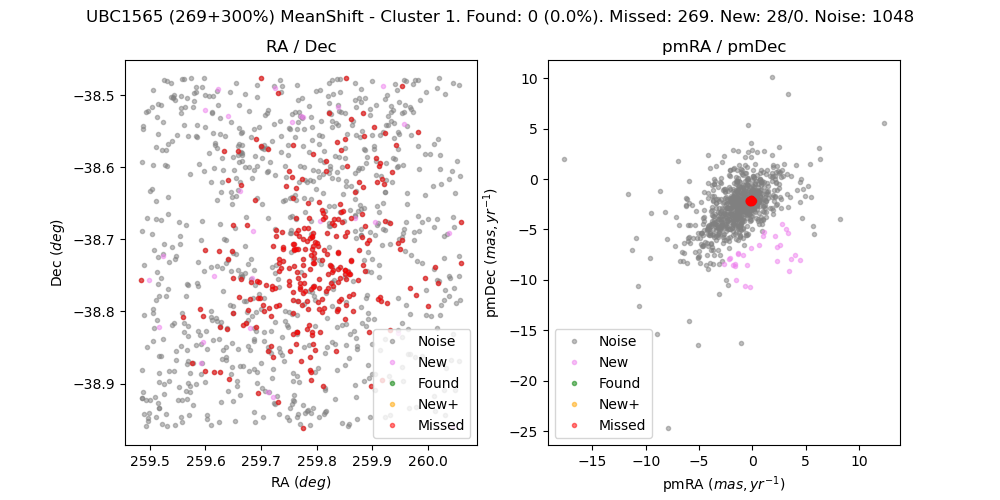 UBC1565 (269+300%) MeanShift - Cluster 1. Found: 0 (0.0%). Missed: 269. New: 28/0. Noise: 1048
RA / Dec
Dec (deg)
−38.5
−38.6
−38.7
−38.8
−38.9
259.5 259.6 259.7 259.8 259.9 260.0
RA (deg)
Noise
New
Found
New+
Missed
pmRA / pmDec
pmDec (mas, yr⁻¹)
10
5
0
−5
−10
−15
−20
−25
−15 −10 −5 0 5 10
pmRA (mas, yr⁻¹)
Noise
New
Found
New+
Missed